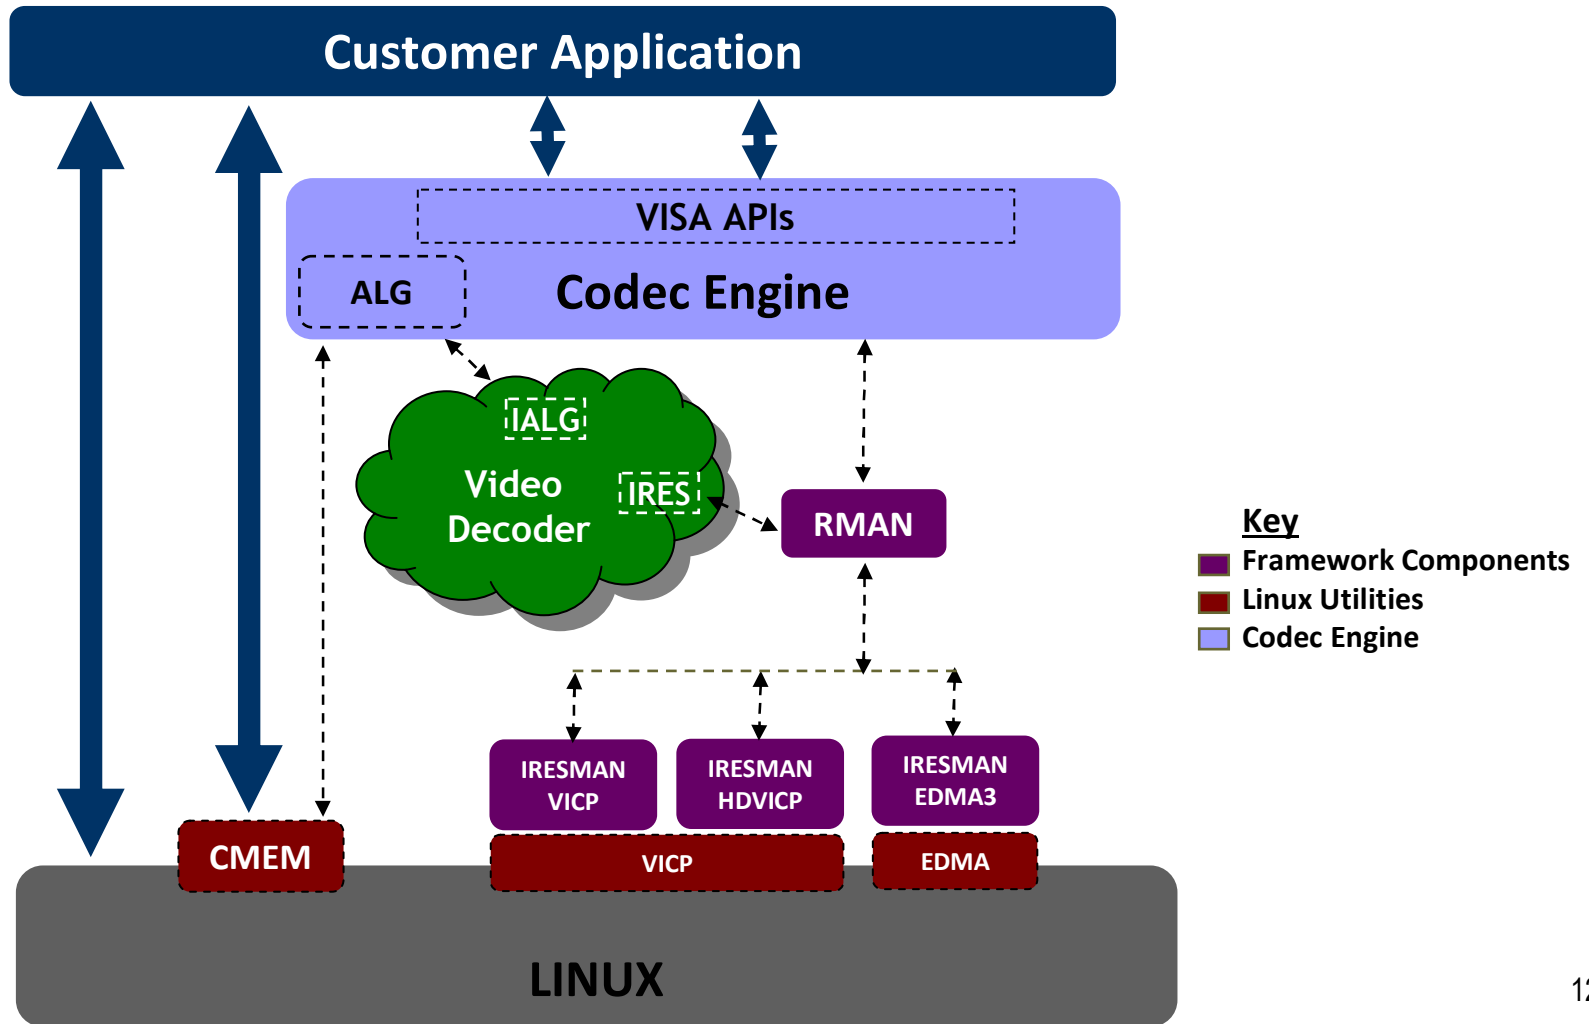 Customer Application
VISA APIs
ALG
Codec Engine
IALG
Video
Decoder
IRES
RMAN
Key
Framework Components
Linux Utilities
Codec Engine
IRESMAN
VICP
IRESMAN
HDVICP
IRESMAN
EDMA3
CMEM
VICP
EDMA
LINUX
12